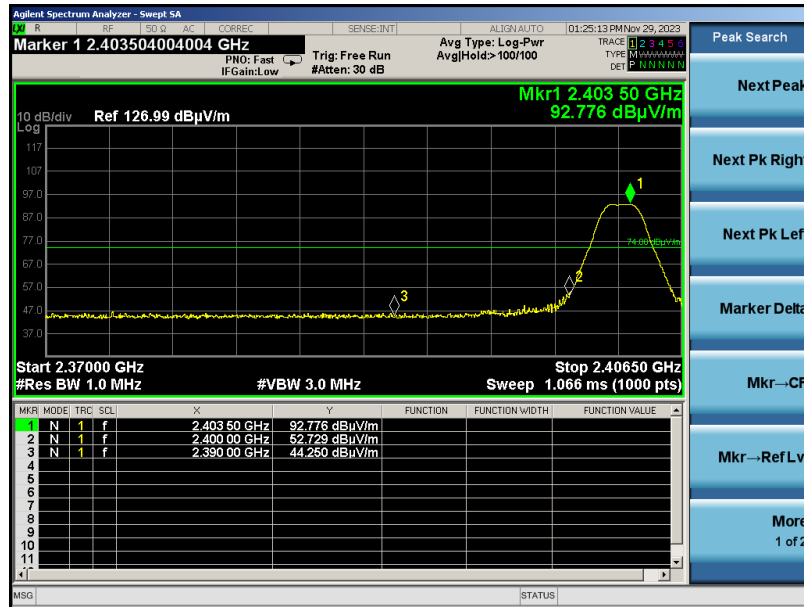 Agilent Spectrum Analyzer - Swept SA
LXI R RF 50 Ω AC CORREC SENSE:INT ALIGN AUTO 01:25:13 PM Nov 29, 2023
Marker 1 2.403504004004 GHz
PNO: Fast
IFGain:Low
Trig: Free Run
#Atten: 30 dB
Avg Type: Log-Pwr
Avg|Hold:>100/100
TRACE 1 2 3 4 5 6
TYPE MWWWWW
DET P N N N N N
Mkr1 2.403 50 GHz
92.776 dBµV/m
10 dB/div Ref 126.99 dBµV/m
Log
117
107
97.0
87.0
77.0
67.0
57.0
47.0
37.0
1
2
3
74.00 dBµV/m
Start 2.37000 GHz Stop 2.40650 GHz
#Res BW 1.0 MHz #VBW 3.0 MHz Sweep 1.066 ms (1000 pts)
MKR MODE TRC SCL X Y FUNCTION FUNCTION WIDTH FUNCTION VALUE
1 N 1 f 2.403 50 GHz 92.776 dBµV/m
2 N 1 f 2.400 00 GHz 52.729 dBµV/m
3 N 1 f 2.390 00 GHz 44.250 dBµV/m
4
5
6
7
8
9
10
11
MSG STATUS
Peak Search
Next Peak
Next Pk Righ
Next Pk Lef
Marker Delta
Mkr→CF
Mkr→Ref Lv
More
1 of 2